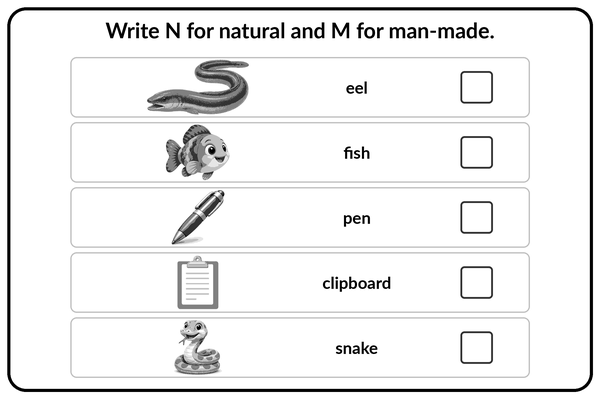 Write N for natural and M for man-made.
eel
fish
pen
clipboard
snake